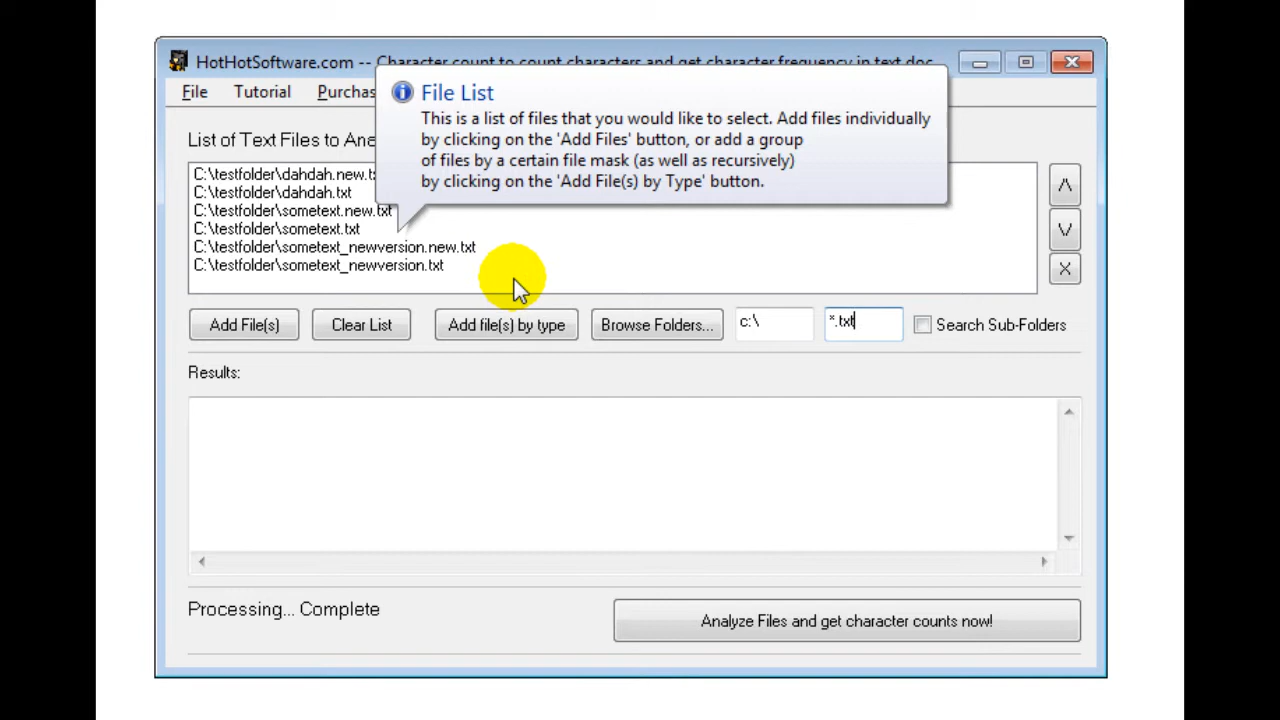 HotHotSoftware.com -- Character count to count characters and get character frequency in text doc
File Tutorial Purchas
File List
This is a list of files that you would like to select. Add files individually
by clicking on the 'Add Files' button, or add a group
of files by a certain file mask (as well as recursively)
by clicking on the 'Add File(s) by Type' button.
List of Text Files to Ana
C:\testfolder\dahdah.new.tx
C:\testfolder\dahdah.txt
C:\testfolder\sometext.new.txt
C:\testfolder\sometext.txt
C:\testfolder\sometext_newversion.new.txt
C:\testfolder\sometext_newversion.txt
/\
\/
X
Add File(s) Clear List Add file(s) by type Browse Folders... c:\ *.txt Search Sub-Folders
Results:
Processing... Complete
Analyze Files and get character counts now!